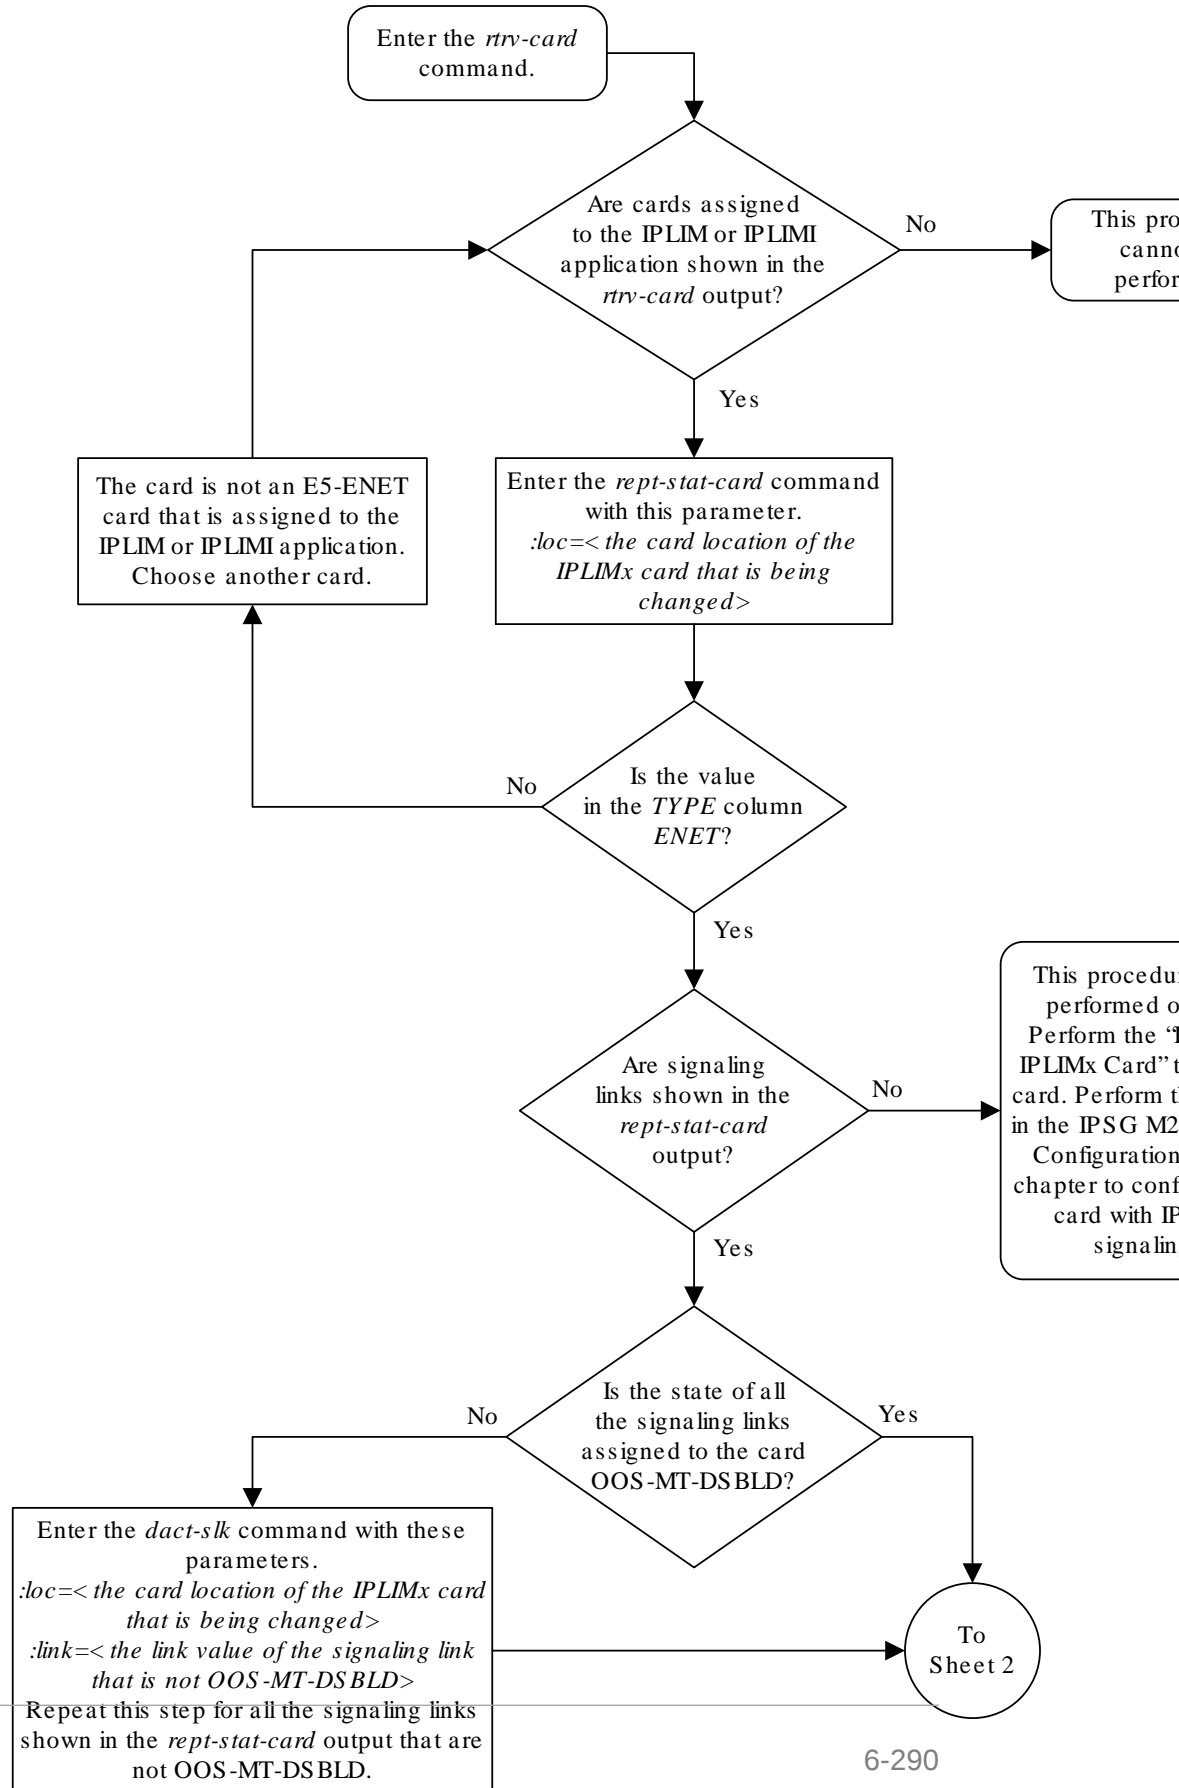 Enter the rtrv-card
command.
Are cards assigned
to the IPLIM or IPLIMI
application shown in the
rtrv-card output?
No
This
cannot
Yes
The card is not an E5-ENET
card that is assigned to the
IPLIM or IPLIMI application.
Choose another card.
Enter the rept-stat-card command
with this parameter.
:loc=< the card location of the
IPLIMx card that is being
changed>
No
Is the value
in the TYPE column
ENET?
Yes
Are signaling
links shown in the
rept-stat-card
output?
No
This
performed
Perform the
IPLIMx Card”
card. Perform
in the IPSG
Configuration
chapter to
card with
Yes
Is the state of all
the signaling links
assigned to the card
OOS-MT-DSBLD?
No
Yes
Enter the dact-slk command with these
parameters.
:loc=< the card location of the IPLIMx card
that is being changed>
:link=< the link value of the signaling link
that is not OOS-MT-DSBLD>
Repeat this step for all the signaling links
shown in the rept-stat-card output that are
not OOS-MT-DSBLD.
To
Sheet 2
6-290